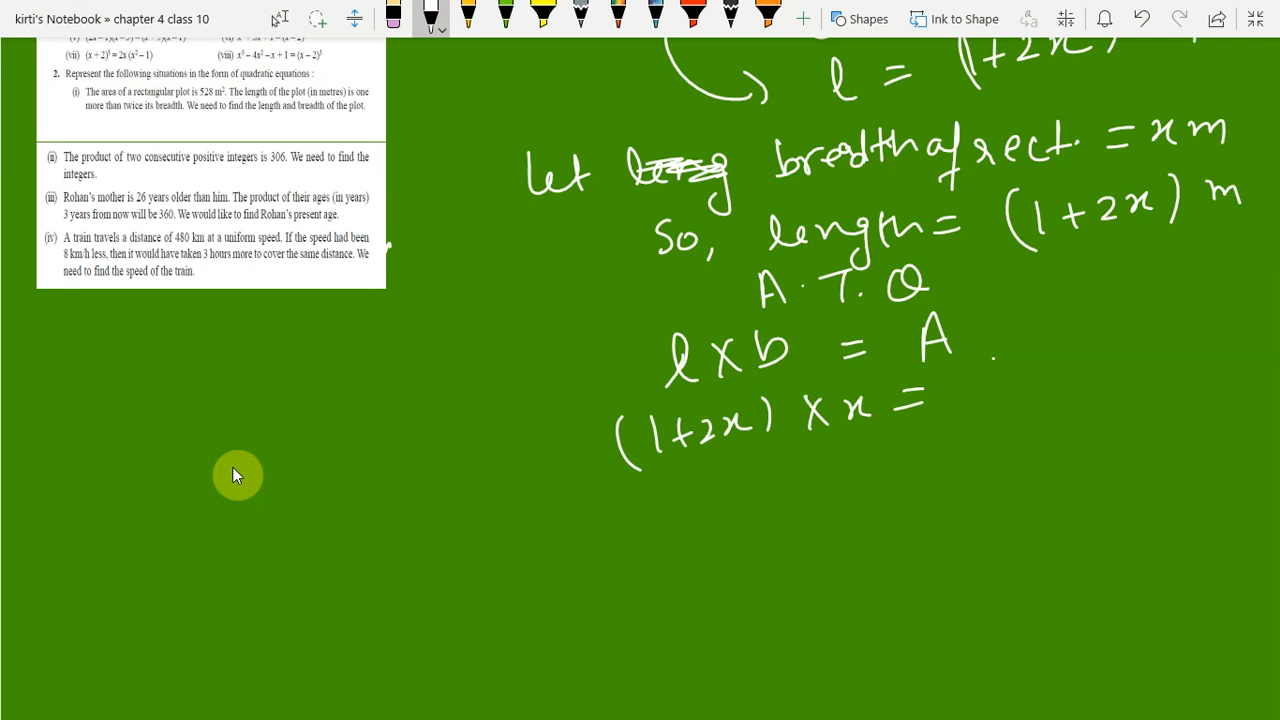 kirti's Notebook » chapter 4 class 10
Shapes
Ink to Shape
(vii) (x + 2)³ = 2x (x² – 1) (viii) x³ – 4x² – x + 1 = (x – 2)³
2. Represent the following situations in the form of quadratic equations :
(i) The area of a rectangular plot is 528 m². The length of the plot (in metres) is one
more than twice its breadth. We need to find the length and breadth of the plot.
(ii) The product of two consecutive positive integers is 306. We need to find the
integers.
(iii) Rohan's mother is 26 years older than him. The product of their ages (in years)
3 years from now will be 360. We would like to find Rohan's present age.
(iv) A train travels a distance of 480 km at a uniform speed. If the speed had been
8 km/h less, then it would have taken 3 hours more to cover the same distance. We
need to find the speed of the train.
l = (1+2x)
Let breadth of rect. = x m
So, length = (1+2x) m
A.T.Q
l x b = A
(1+2x) x x =